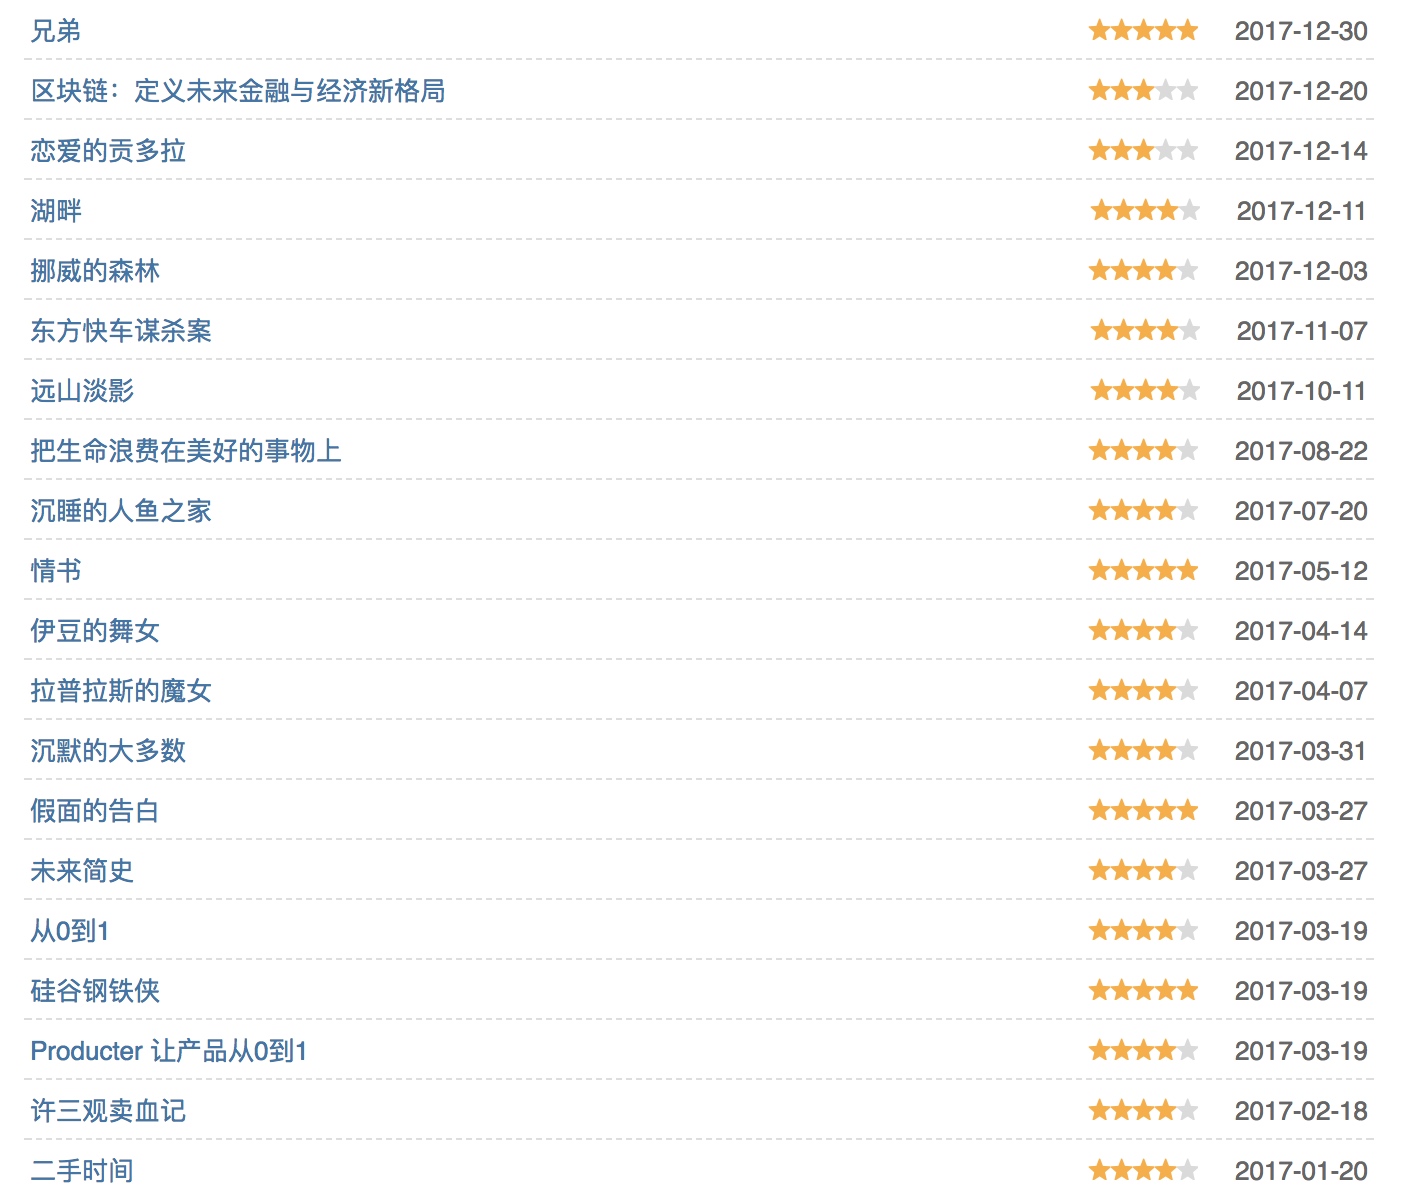 兄弟 2017-12-30
区块链：定义未来金融与经济新格局 2017-12-20
恋爱的贡多拉 2017-12-14
湖畔 2017-12-11
挪威的森林 2017-12-03
东方快车谋杀案 2017-11-07
远山淡影 2017-10-11
把生命浪费在美好的事物上 2017-08-22
沉睡的人鱼之家 2017-07-20
情书 2017-05-12
伊豆的舞女 2017-04-14
拉普拉斯的魔女 2017-04-07
沉默的大多数 2017-03-31
假面的告白 2017-03-27
未来简史 2017-03-27
从0到1 2017-03-19
硅谷钢铁侠 2017-03-19
Producter 让产品从0到1 2017-03-19
许三观卖血记 2017-02-18
二手时间 2017-01-20